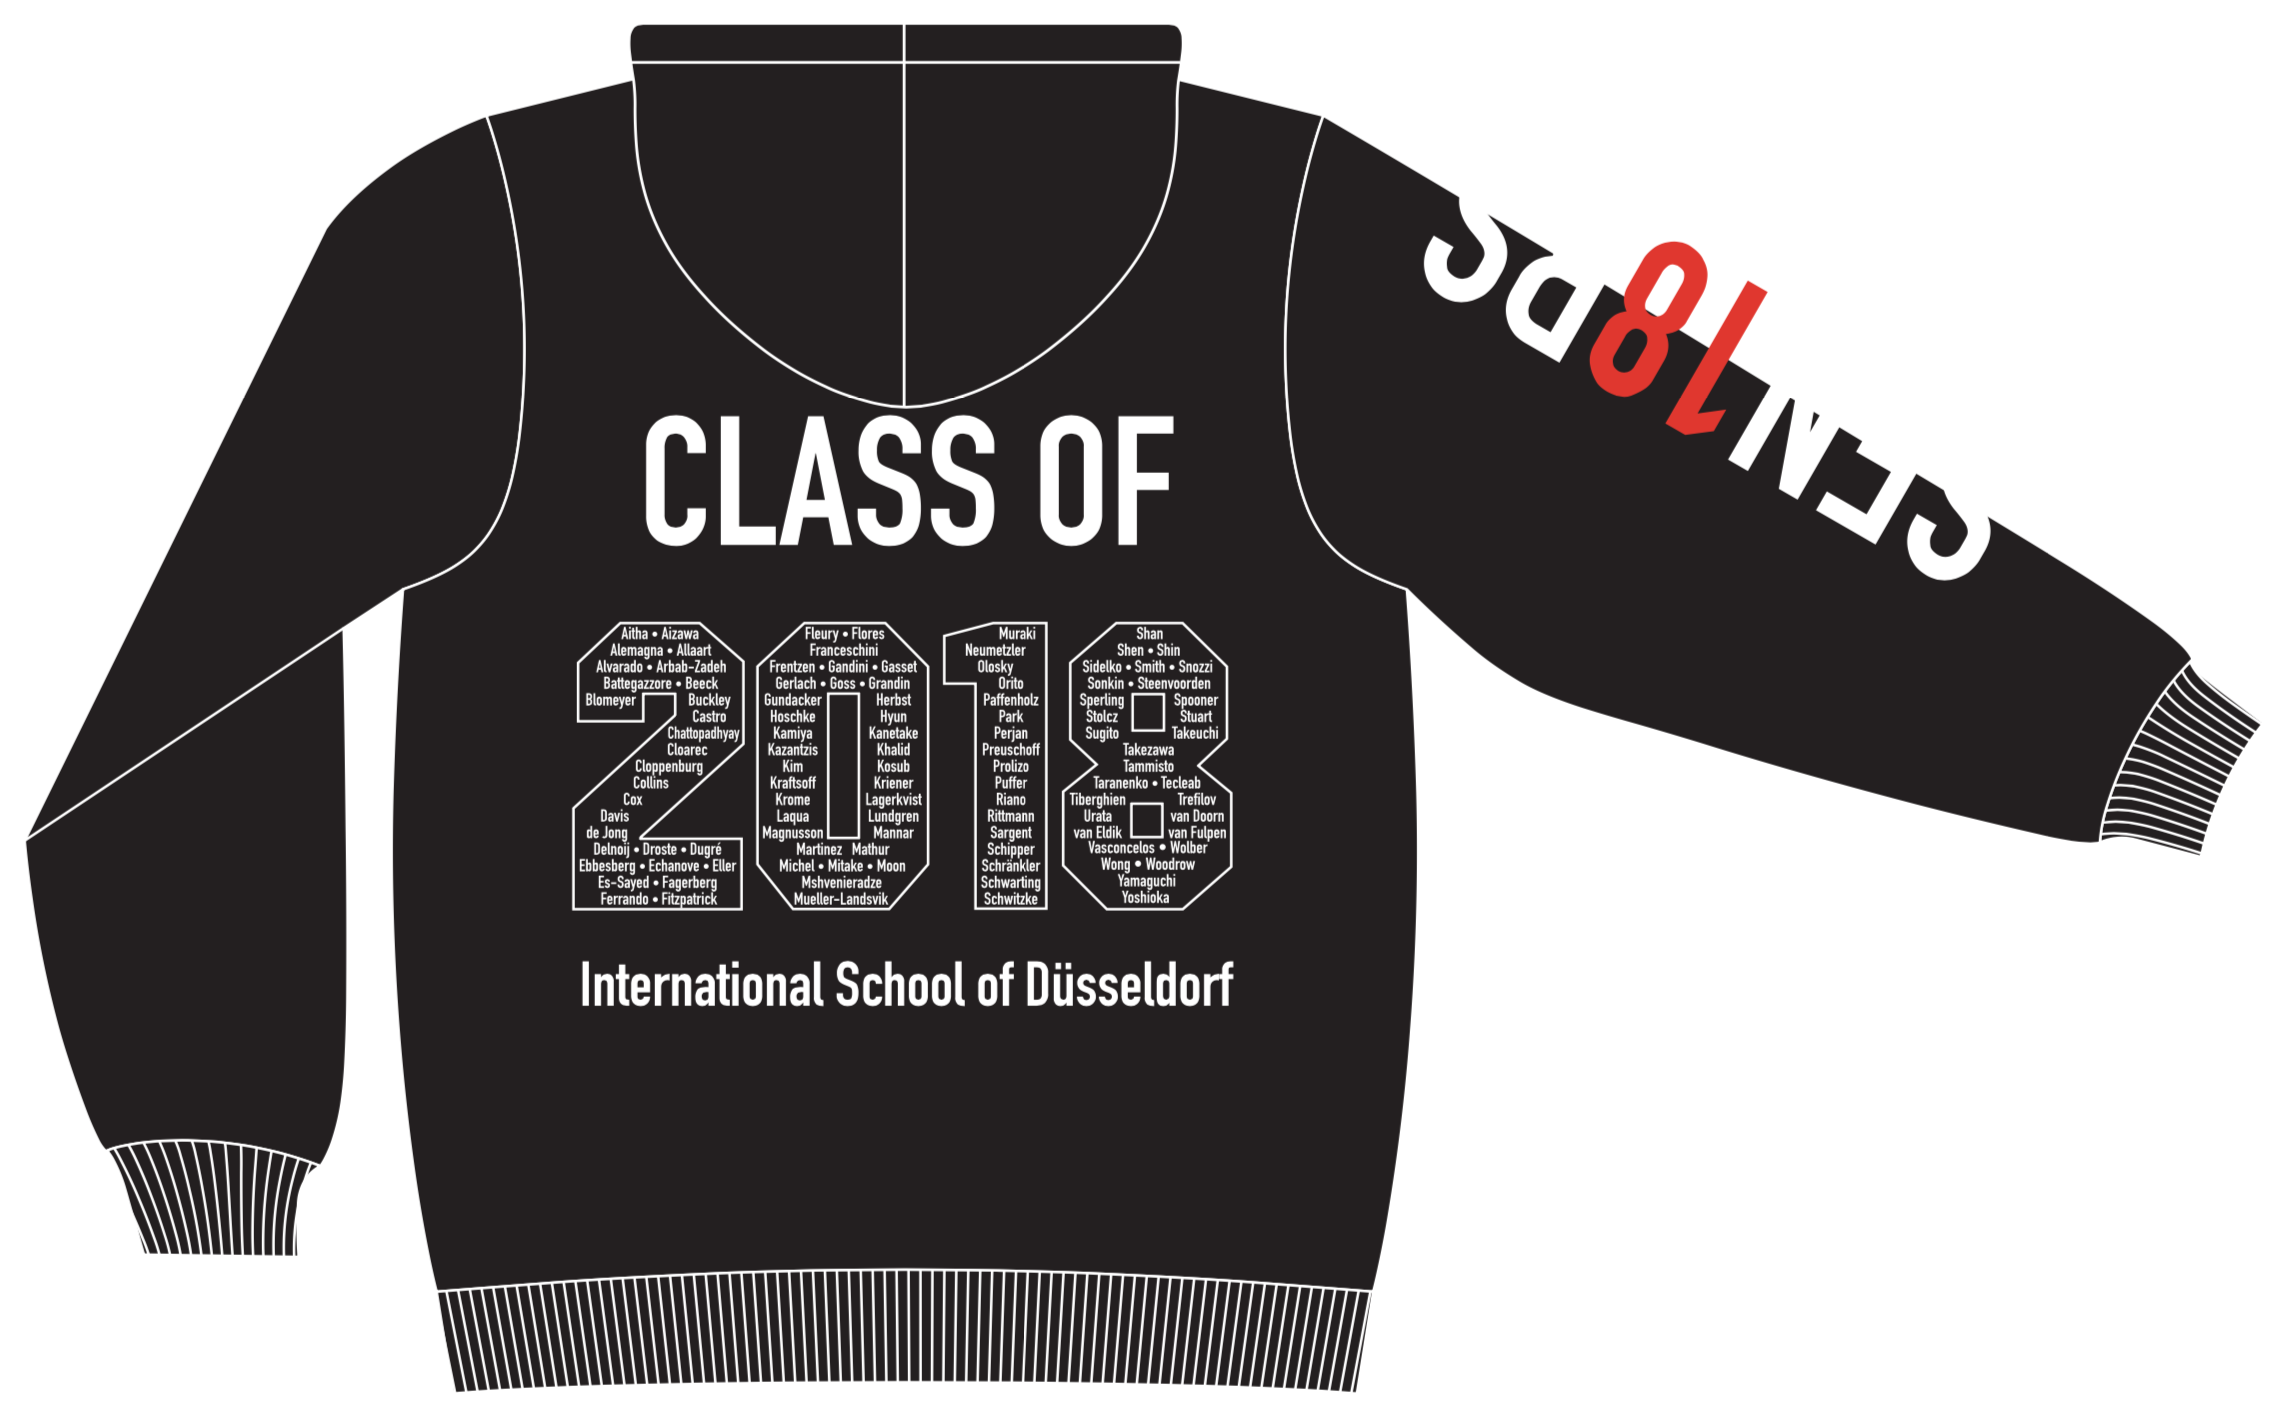 CLASS OF
2018
Aitha • Aizawa
Alemagna • Allaart
Alvarado • Arbab-Zadeh
Battegazzore • Beeck
Blomeyer Buckley
Castro
Chattopadhyay
Cloarec
Cloppenburg
Collins
Cox
Davis
de Jong
Delnoij • Droste • Dugré
Ebbesberg • Echanove • Eller
Es-Sayed • Fagerberg
Ferrando • Fitzpatrick
Fleury • Flores
Franceschini
Frentzen • Gandini • Gasset
Gerlach • Goss • Grandin
Gundacker Herbst
Hoschke Hyun
Kamiya Kanetake
Kazantzis Khalid
Kim Kosub
Kraftsoff Kriener
Krome Lagerkvist
Laqua Lundgren
Magnusson Mannar
Martinez Mathur
Michel • Mitake • Moon
Mshvenieradze
Mueller-Landsvik
Muraki
Neumetzler
Olosky
Orito
Paffenholz
Park
Perjan
Preuschoff
Prolizo
Puffer
Riano
Rittmann
Sargent
Schipper
Schränkler
Schwarting
Schwitzke
Shan
Shen • Shin
Sidelko • Smith • Snozzi
Sonkin • Steenvoorden
Sperling Spooner
Stolcz Stuart
Sugito Takeuchi
Takezawa
Tammisto
Taranenko • Tecleab
Tiberghien Trefilov
Urata van Doorn
van Eldik van Fulpen
Vasconcelos • Wolber
Wong • Woodrow
Yamaguchi
Yoshioka
International School of Düsseldorf
SEN18RS